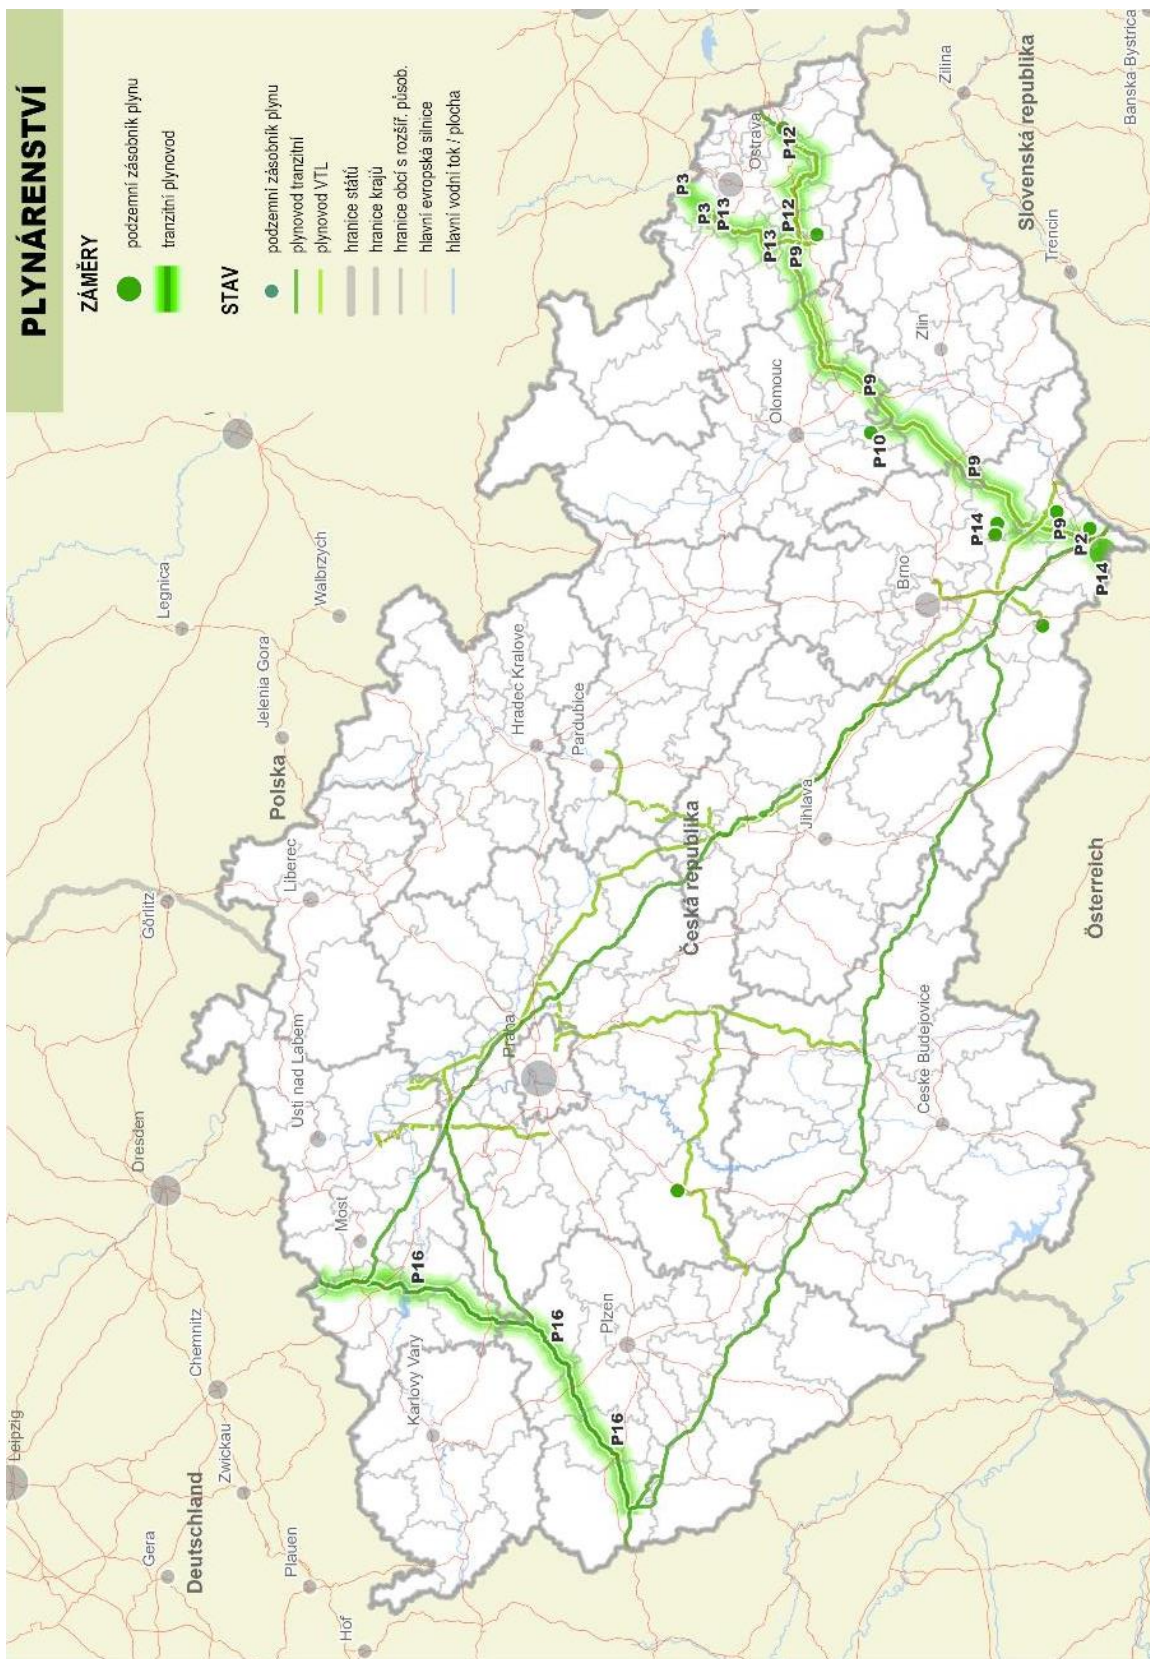 PLYNÁRENSTVÍ
ZÁMĚRY
podzemní zásobník plynu
tranzitní plynovod
STAV
podzemní zásobník plynu
plynovod tranzitní
plynovod VTL
hranice států
hranice krajů
hranice obcí s rozšíř. působ.
hlavní evropská silnice
hlavní vodní tok / plocha
Leipzig
Gera
Deutschland
Zwickau
Chemnitz
Plauen
Hof
Dresden
Görlitz
Legnica
Jelenia Gora
Walbrzych
Polska
Most
Usti nad Labem
Liberec
Karlovy Vary
P16
P16
P16
Plzen
Praha
Hradec Kralove
Pardubice
Česká republika
Jihlava
Ceske Budejovice
Österreich
Brno
Olomouc
Zlin
Ostrava
P3
P3
P13
P13
P12
P12
P9
P9
P10
P9
P14
P9
P2
P14
Zilina
Slovenská republika
Trencin
Banska Bystrica